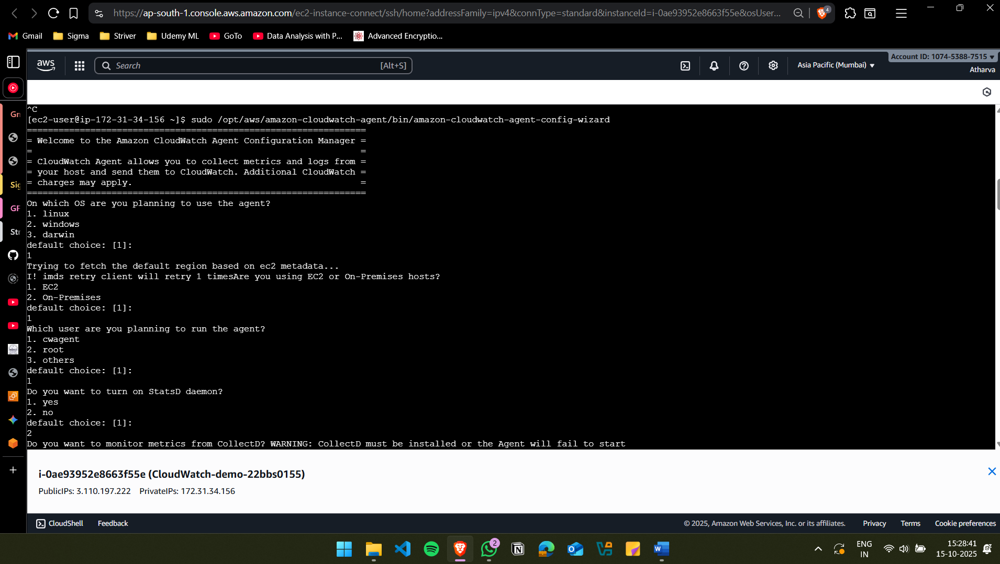 https://ap-south-1.console.aws.amazon.com/ec2-instance-connect/ssh/home?addressFamily=ipv4&connType=standard&instanceId=i-0ae93952e8663f55e&osUser...
4
Gmail Sigma Striver Udemy ML GoTo Data Analysis with P... Advanced Encryptio...
aws Search [Alt+S] Asia Pacific (Mumbai) Account ID: 1074-5388-7515
Atharva
Gm
Sig
GF
Str
^C
[ec2-user@ip-172-31-34-156 ~]$ sudo /opt/aws/amazon-cloudwatch-agent/bin/amazon-cloudwatch-agent-config-wizard
================================================================
= Welcome to the Amazon CloudWatch Agent Configuration Manager =
=                                                              =
= CloudWatch Agent allows you to collect metrics and logs from =
= your host and send them to CloudWatch. Additional CloudWatch =
= charges may apply.                                           =
================================================================
On which OS are you planning to use the agent?
1. linux
2. windows
3. darwin
default choice: [1]:
1
Trying to fetch the default region based on ec2 metadata...
I! imds retry client will retry 1 timesAre you using EC2 or On-Premises hosts?
1. EC2
2. On-Premises
default choice: [1]:
1
Which user are you planning to run the agent?
1. cwagent
2. root
3. others
default choice: [1]:
1
Do you want to turn on StatsD daemon?
1. yes
2. no
default choice: [1]:
2
Do you want to monitor metrics from CollectD? WARNING: CollectD must be installed or the Agent will fail to start
i-0ae93952e8663f55e (CloudWatch-demo-22bbs0155)
PublicIPs: 3.110.197.222 PrivateIPs: 172.31.34.156
CloudShell Feedback © 2025, Amazon Web Services, Inc. or its affiliates. Privacy Terms Cookie preferences
2
ENG
IN
15:28:41
15-10-2025